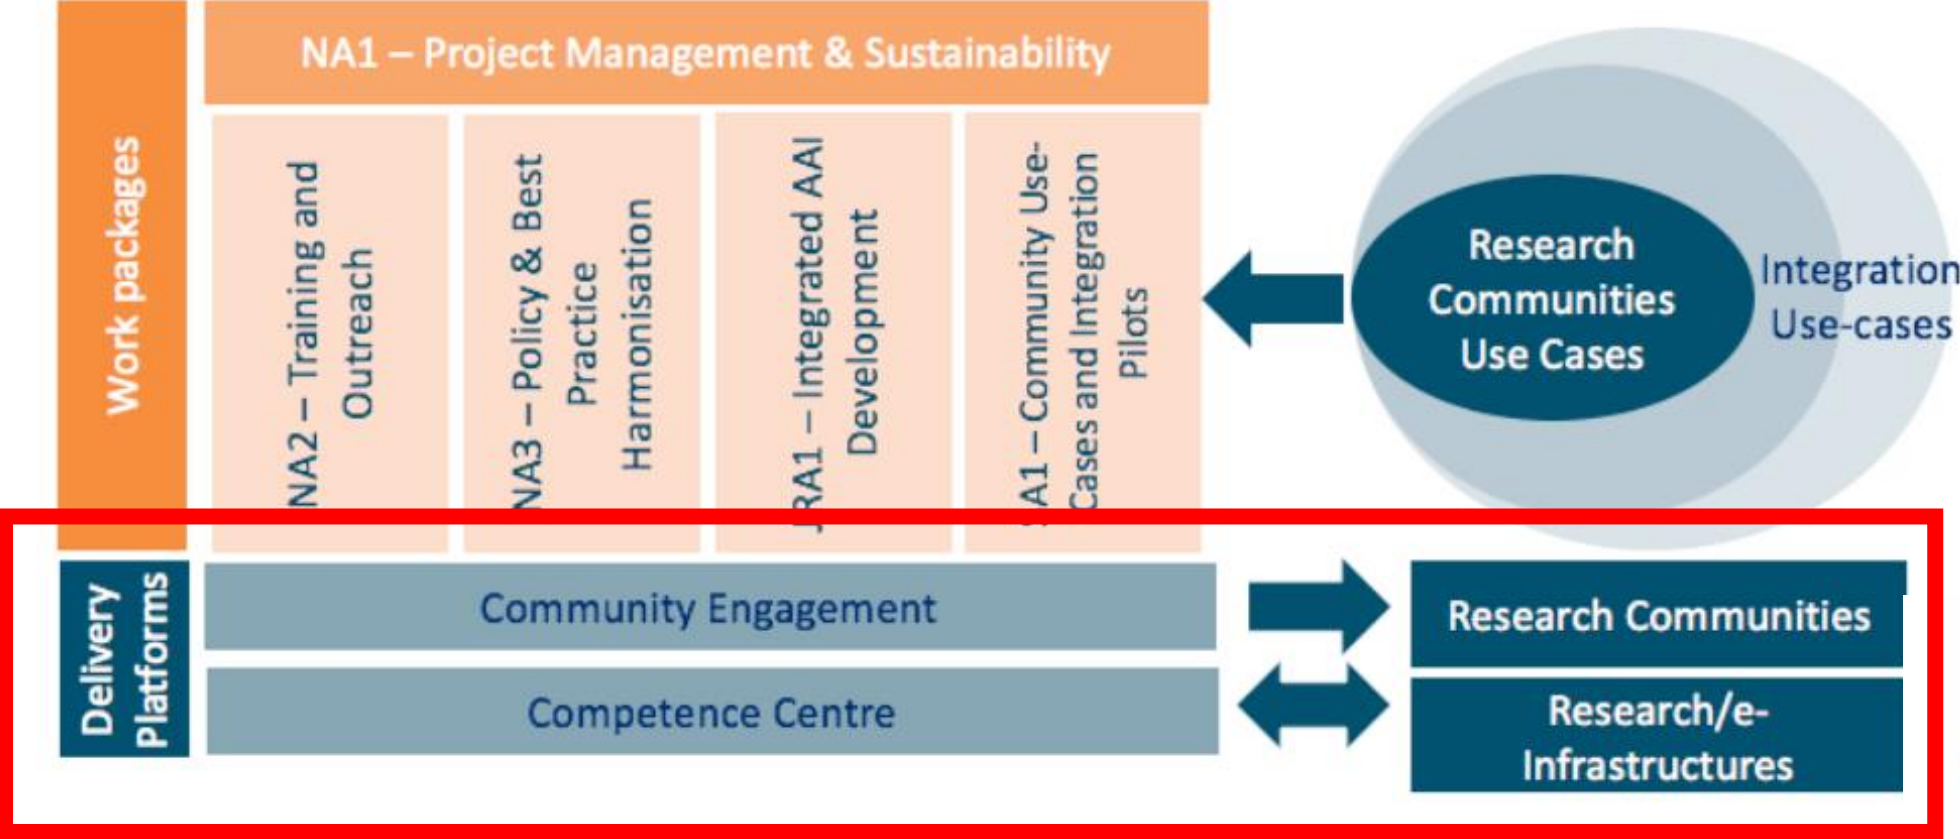 NA1 – Project Management & Sustainability
Work packages
NA2 – Training and
Outreach
NA3 – Policy & Best
Practice
Harmonisation
JRA1 – Integrated AAI
Development
SA1 – Community Use-
Cases and Integration
Pilots
Research
Communities
Use Cases
Integration
Use-cases
Delivery
Platforms
Community Engagement
Competence Centre
Research Communities
Research/e-
Infrastructures